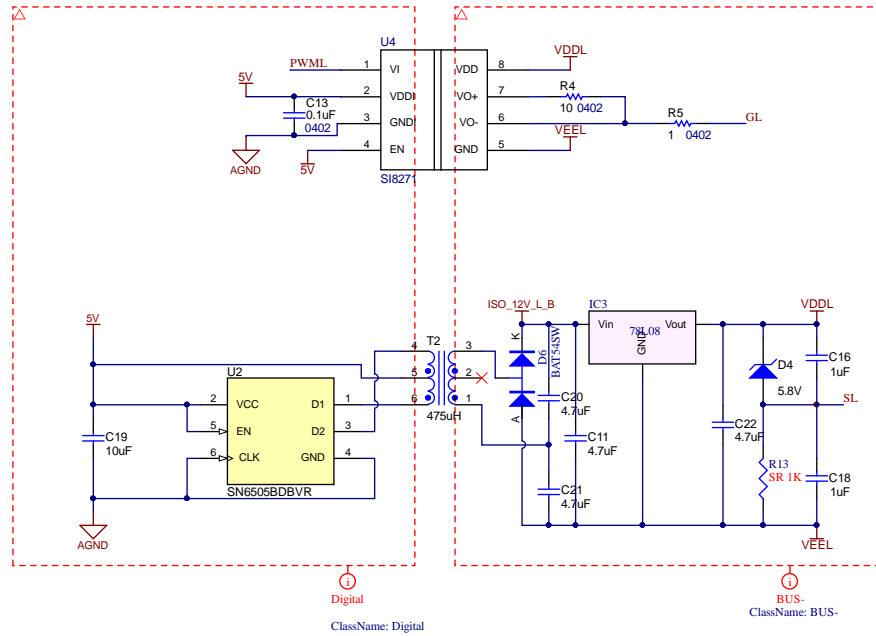 U4
PWML
1
VI
VDD
8
VDDL
5V
2
VDDI
VO+
7
R4
10
0402
C13
0.1uF
0402
3
GNDI
VO-
6
R5
1
0402
GL
VEEL
4
EN
GND
5
AGND
5V
SI8271
ISO_12V_L_B
IC3
VDDL
5V
Vin
78L08
Vout
GND
T2
4
3
K
D6
BAT54SW
U2
5
2
D4
5.8V
C16
1uF
2
VCC
D1
1
6
1
475uH
C20
4.7uF
A
SL
5
EN
D2
3
C19
10uF
C11
4.7uF
C22
4.7uF
6
CLK
GND
4
R13
SR 1K
C21
4.7uF
C18
1uF
SN6505BDBVR
AGND
VEEL
i
i
Digital
BUS-
ClassName: BUS-
ClassName: Digital